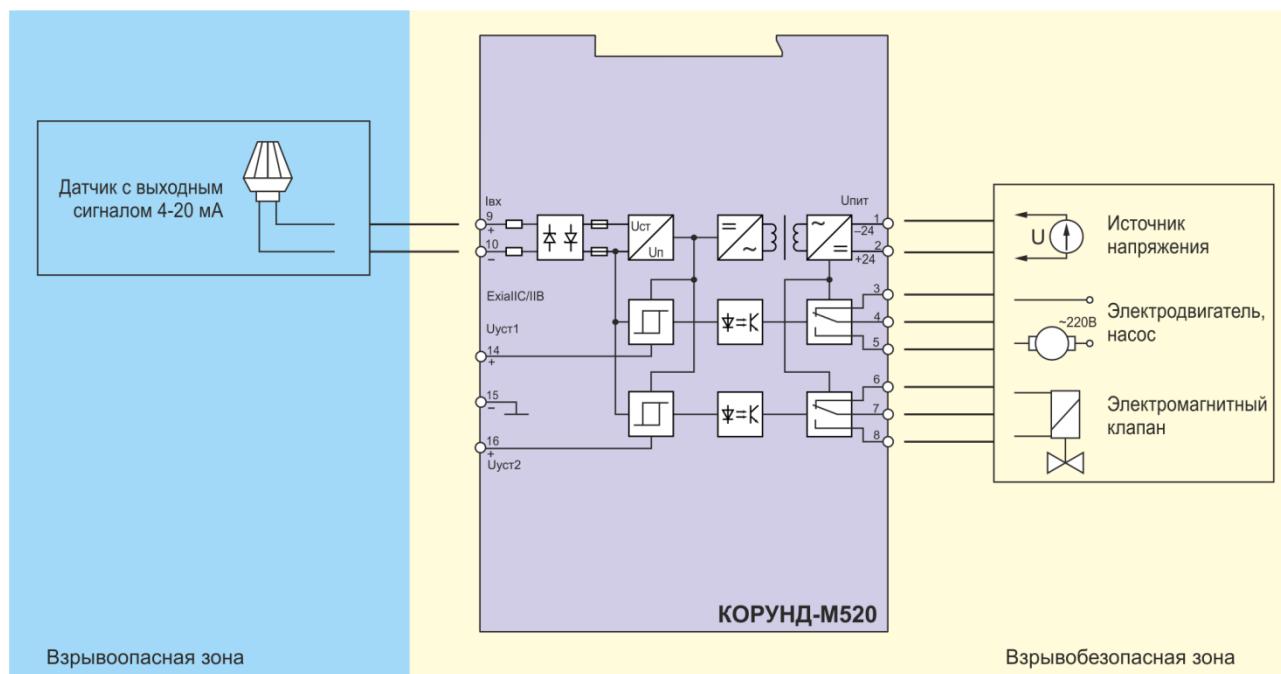 Датчик с выходным
сигналом 4-20 мА
Iвх
9
+
10
–
ExiaIIC/IIB
Uуст1
14
+
15
–
16
+
Uуст2
Uст
Uп
Uпит
1
–24
2
+24
3
4
5
6
7
8
U
Источник
напряжения
~220В
Электродвигатель,
насос
Электромагнитный
клапан
КОРУНД-М520
Взрывоопасная зона
Взрывобезопасная зона